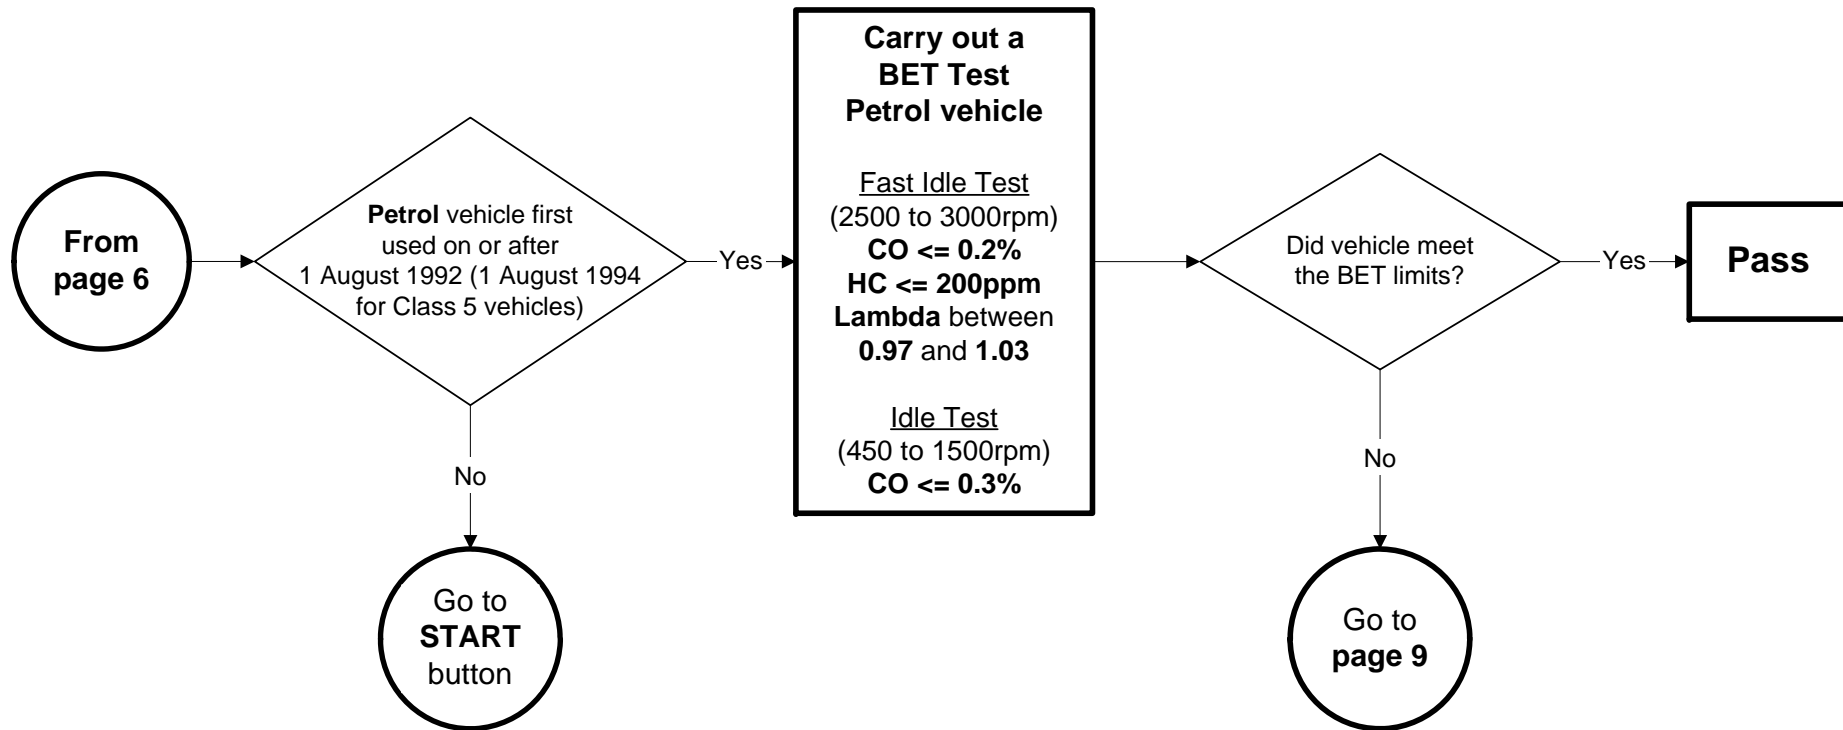 From
page 6
Petrol vehicle first
used on or after
1 August 1992 (1 August 1994
for Class 5 vehicles)
Yes
No
Go to
START
button
Carry out a
BET Test
Petrol vehicle
Fast Idle Test
(2500 to 3000rpm)
CO <= 0.2%
HC <= 200ppm
Lambda between
0.97 and 1.03
Idle Test
(450 to 1500rpm)
CO <= 0.3%
Did vehicle meet
the BET limits?
Yes
No
Go to
page 9
Pass